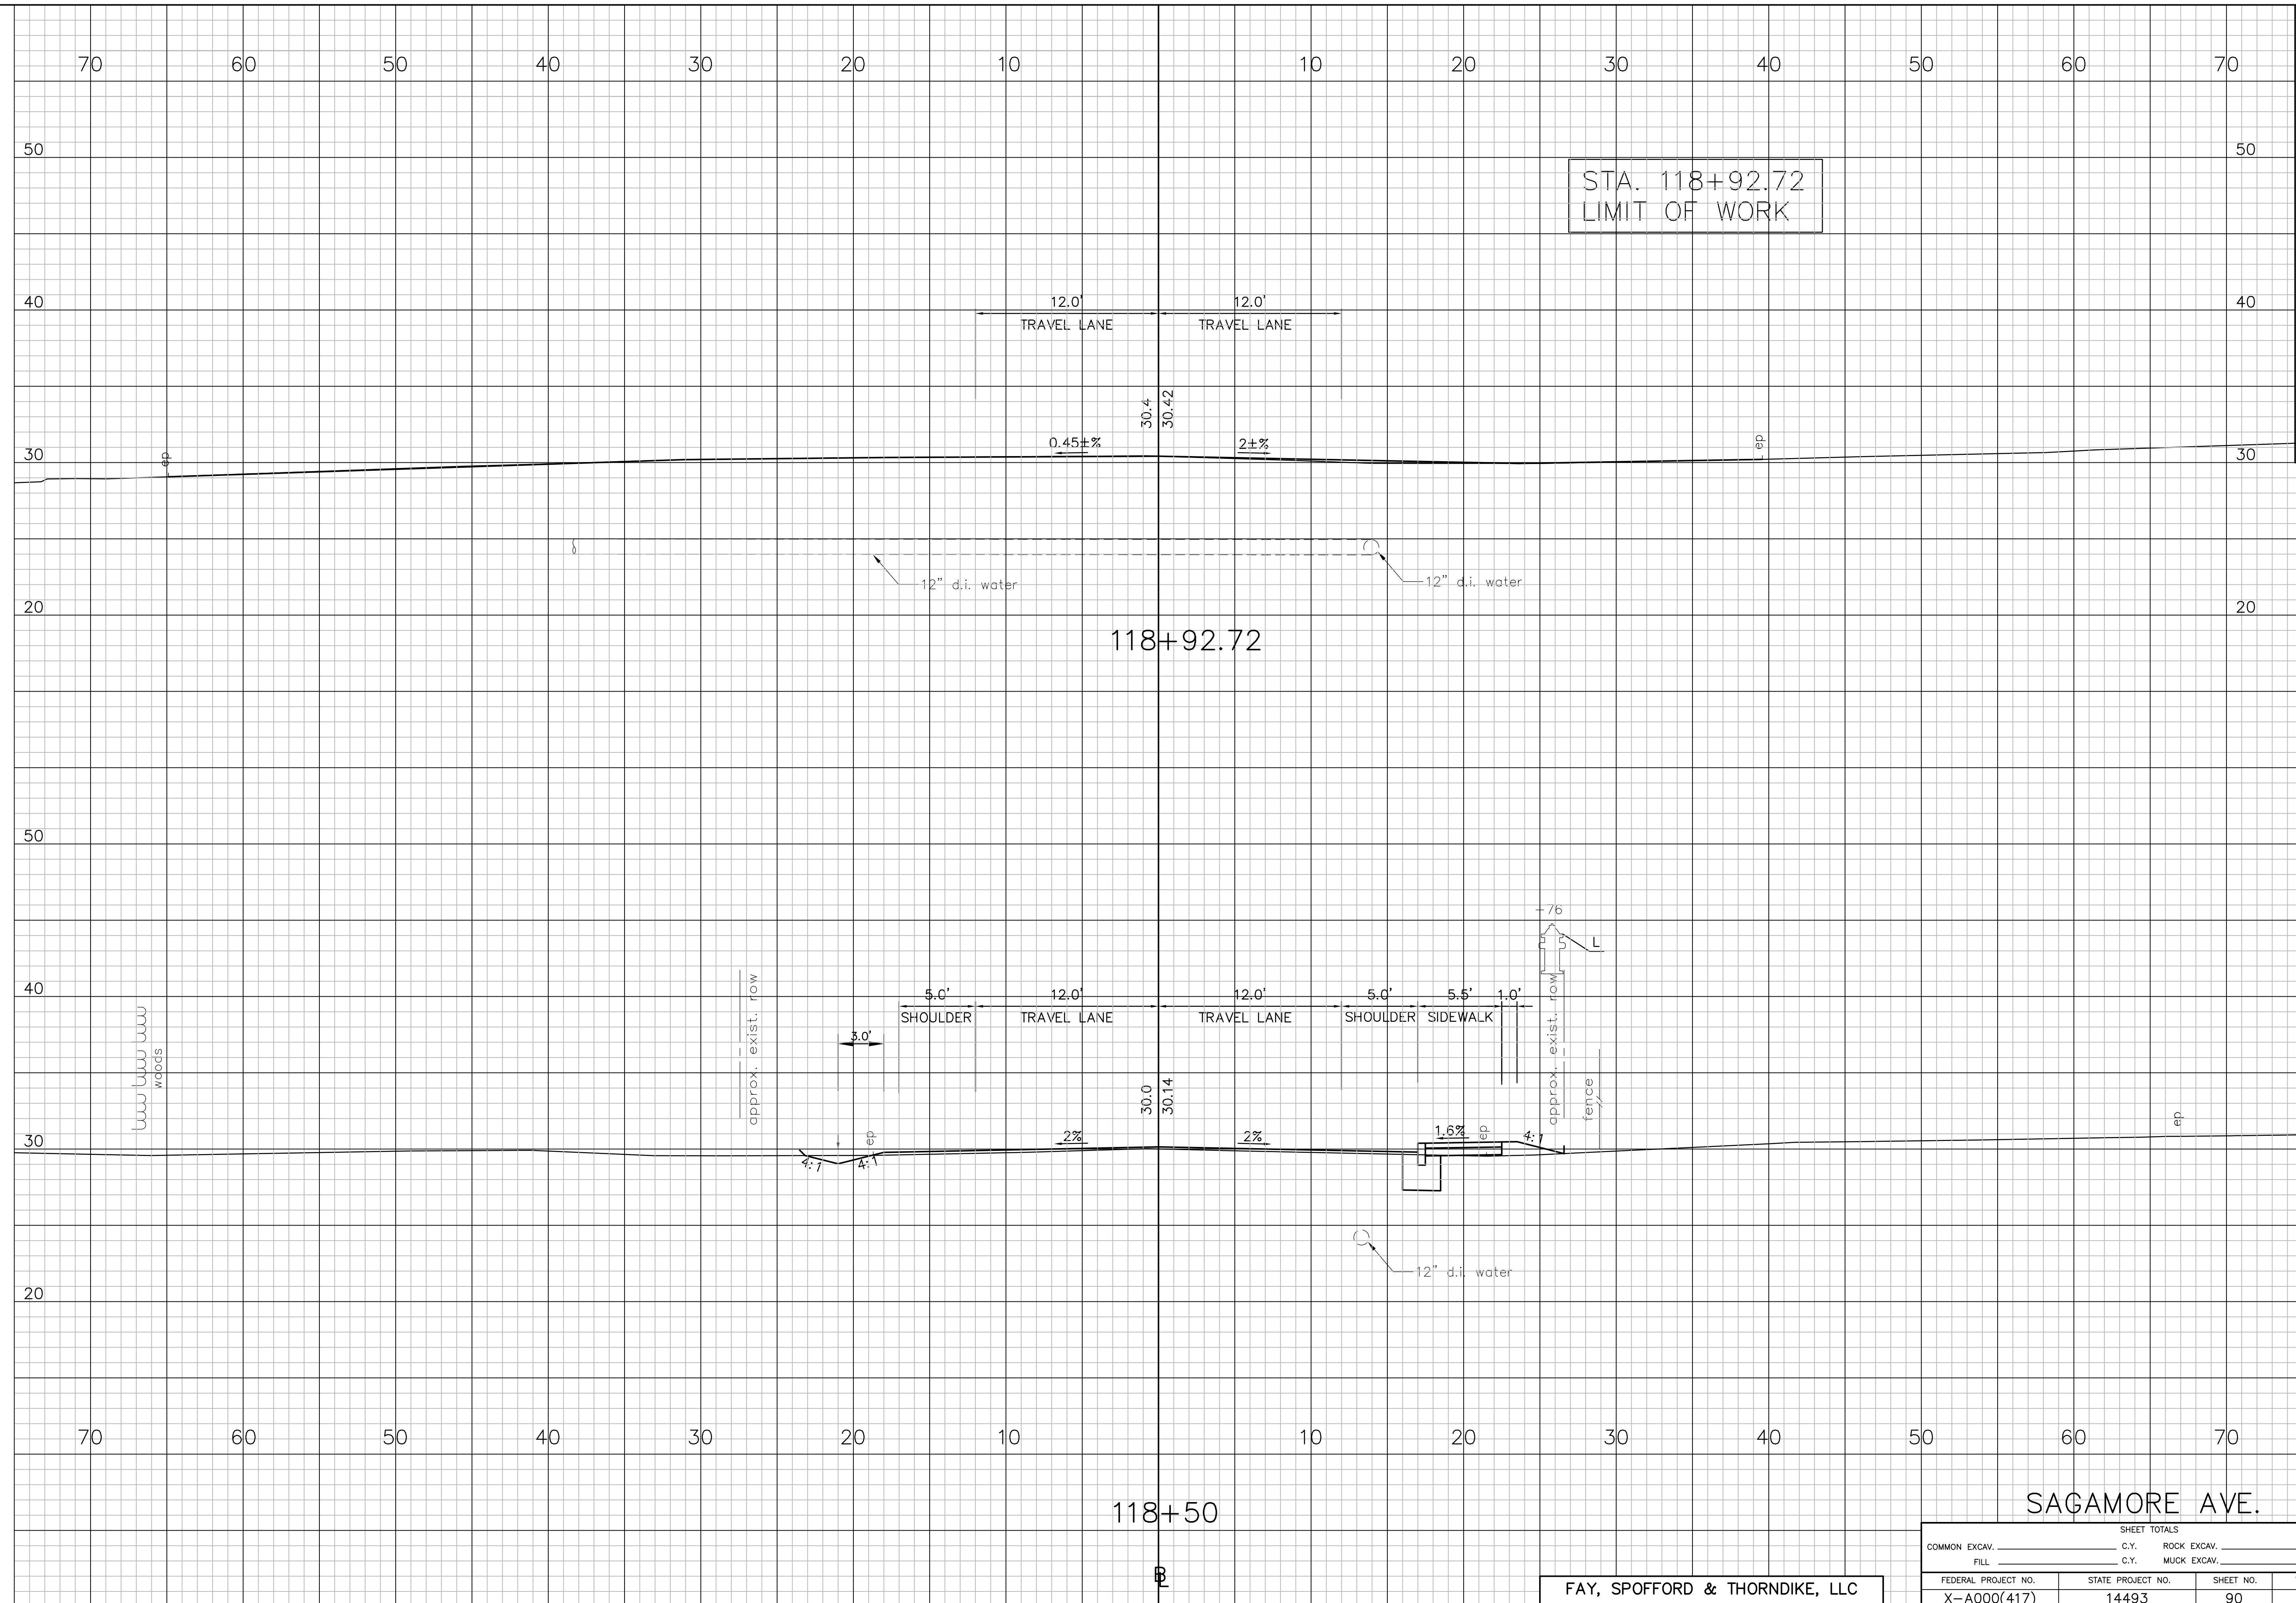 70 60 50 40 30 20 10 10 20 30 40 50 60 70
50 50
STA. 118+92.72
LIMIT OF WORK
40 40
12.0' 12.0'
TRAVEL LANE TRAVEL LANE
30.4 30.42
0.45±% 2±%
30 ep ep 30
12" d.i. water 12" d.i. water
20 20
118+92.72
50
-76
L
40
5.0' 12.0' 12.0' 5.0' 5.5' 1.0'
SHOULDER TRAVEL LANE TRAVEL LANE SHOULDER SIDEWALK
3.0'
woods
approx. exist. row
approx. exist. row
fence
30.0 30.14
30 ep 2% 2% 1.6% ep 4:1 ep
4:1 4:1
12" d.i. water
20
70 60 50 40 30 20 10 10 20 30 40 50 60 70
118+50
SAGAMORE AVE.
SHEET TOTALS
COMMON EXCAV. C.Y. ROCK EXCAV.
FILL C.Y. MUCK EXCAV.
BL
FAY, SPOFFORD & THORNDIKE, LLC
FEDERAL PROJECT NO. STATE PROJECT NO. SHEET NO.
X-A000(417) 14493 90